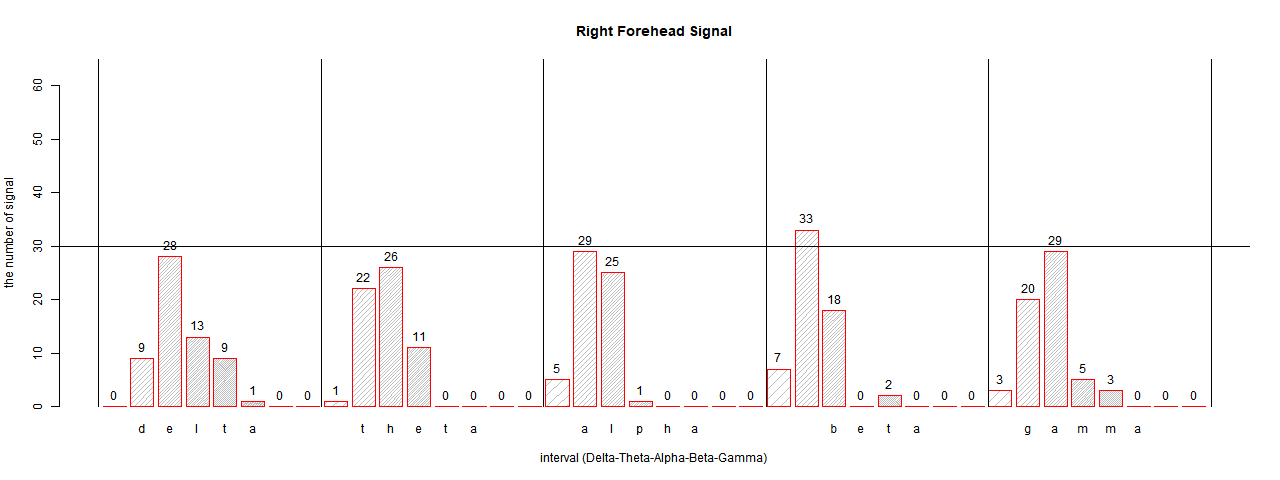 Right Forehead Signal
the number of signal
60
50
40
30
20
10
0
0 9 28 13 9 1 0 0
1 22 26 11 0 0 0 0
5 29 25 1 0 0 0 0
7 33 18 0 2 0 0 0
3 20 29 5 3 0 0 0
d e l t a t h e t a a l p h a b e t a g a m m a
interval (Delta-Theta-Alpha-Beta-Gamma)